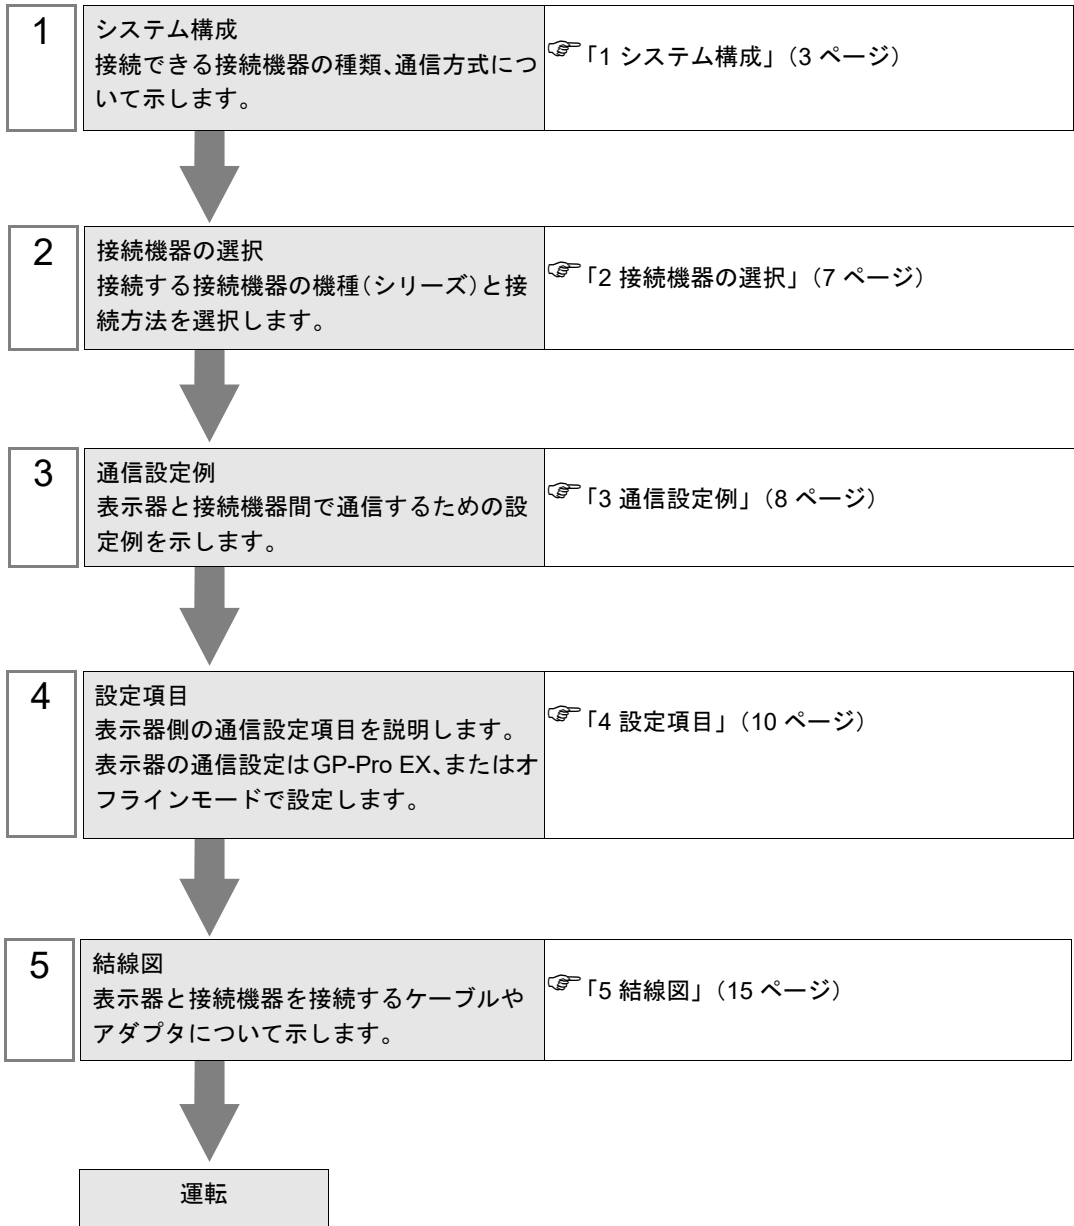 1
システム構成
接続できる接続機器の種類、通信方式につ
いて示します。
「1 システム構成」(3 ページ)
2
接続機器の選択
接続する接続機器の機種(シリーズ)と接
続方法を選択します。
「2 接続機器の選択」(7 ページ)
3
通信設定例
表示器と接続機器間で通信するための設
定例を示します。
「3 通信設定例」(8 ページ)
4
設定項目
表示器側の通信設定項目を説明します。
表示器の通信設定はGP-Pro EX、またはオ
フラインモードで設定します。
「4 設定項目」(10 ページ)
5
結線図
表示器と接続機器を接続するケーブルや
アダプタについて示します。
「5 結線図」(15 ページ)
運転